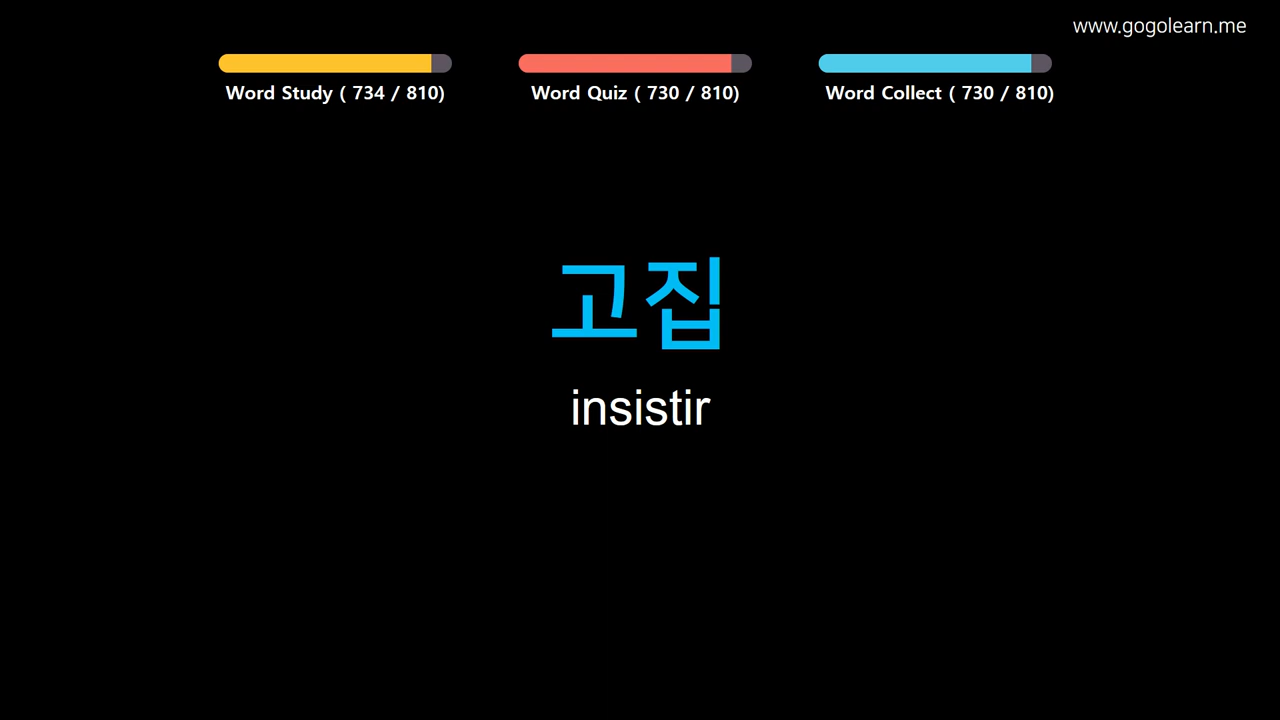 www.gogolearn.me
Word Study ( 734 / 810)
Word Quiz ( 730 / 810)
Word Collect ( 730 / 810)
고집
insistir